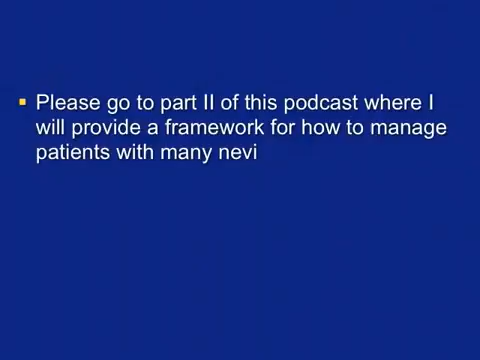 Please go to part II of this podcast where I
will provide a framework for how to manage
patients with many nevi